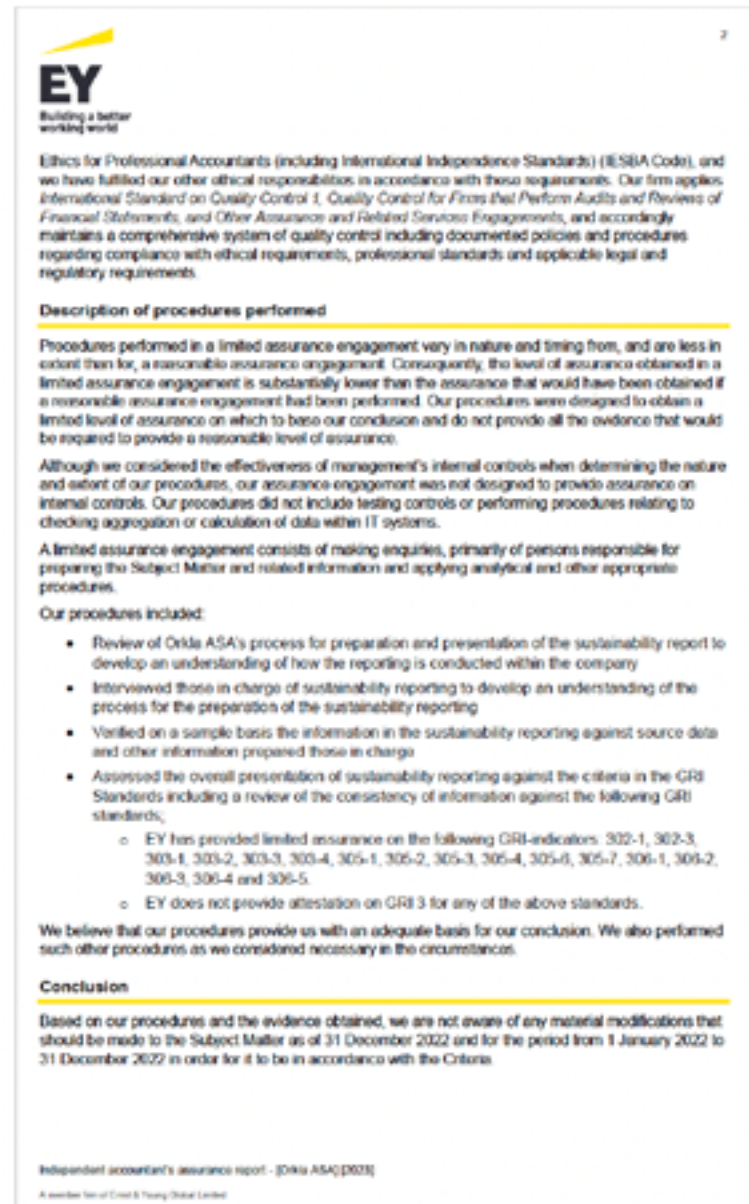 2
EY
Building a better
working world
Ethics for Professional Accountants (including International Independence Standards) (IESBA Code), and
we have fulfilled our other ethical responsibilities in accordance with these requirements. Our firm applies
International Standard on Quality Control 1, Quality Control for Firms that Perform Audits and Reviews of
Financial Statements, and Other Assurance and Related Services Engagements, and accordingly
maintains a comprehensive system of quality control including documented policies and procedures
regarding compliance with ethical requirements, professional standards and applicable legal and
regulatory requirements.
Description of procedures performed
Procedures performed in a limited assurance engagement vary in nature and timing from, and are less in
extent than for, a reasonable assurance engagement. Consequently, the level of assurance obtained in a
limited assurance engagement is substantially lower than the assurance that would have been obtained if
a reasonable assurance engagement had been performed. Our procedures were designed to obtain a
limited level of assurance on which to base our conclusion and do not provide all the evidence that would
be required to provide a reasonable level of assurance.
Although we considered the effectiveness of management's internal controls when determining the nature
and extent of our procedures, our assurance engagement was not designed to provide assurance on
internal controls. Our procedures did not include testing controls or performing procedures relating to
checking aggregation or calculation of data within IT systems.
A limited assurance engagement consists of making enquiries, primarily of persons responsible for
preparing the Subject Matter and related information and applying analytical and other appropriate
procedures.
Our procedures included:
• Review of Orkla ASA's process for preparation and presentation of the sustainability report to
develop an understanding of how the reporting is conducted within the company
• Interviewed those in charge of sustainability reporting to develop an understanding of the
process for the preparation of the sustainability reporting
• Verified on a sample basis the information in the sustainability reporting against source data
and other information prepared those in charge
• Assessed the overall presentation of sustainability reporting against the criteria in the GRI
Standards including a review of the consistency of information against the following GRI
standards;
o EY has provided limited assurance on the following GRI-indicators: 302-1, 302-3,
303-1, 303-2, 303-3, 303-4, 305-1, 305-2, 305-3, 305-4, 305-6, 305-7, 306-1, 306-2,
306-3, 306-4 and 306-5.
o EY does not provide attestation on GRI 3 for any of the above standards.
We believe that our procedures provide us with an adequate basis for our conclusion. We also performed
such other procedures as we considered necessary in the circumstances.
Conclusion
Based on our procedures and the evidence obtained, we are not aware of any material modifications that
should be made to the Subject Matter as of 31 December 2022 and for the period from 1 January 2022 to
31 December 2022 in order for it to be in accordance with the Criteria.
Independent accountant's assurance report - [Orkla ASA] [2023]
A member firm of Ernst & Young Global Limited